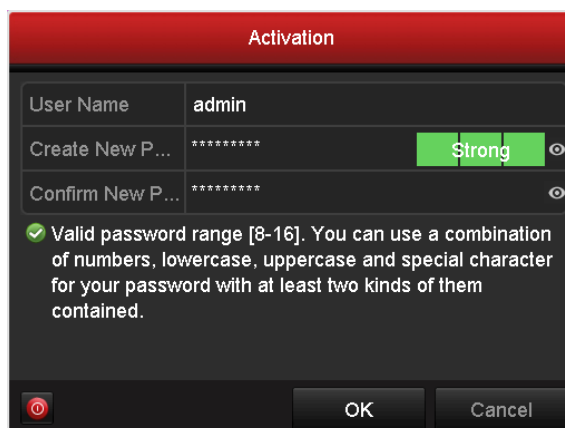 Activation
User Name admin
Create New P... ********* Strong
Confirm New P... *********
Valid password range [8-16]. You can use a combination
of numbers, lowercase, uppercase and special character
for your password with at least two kinds of them
contained.
OK Cancel